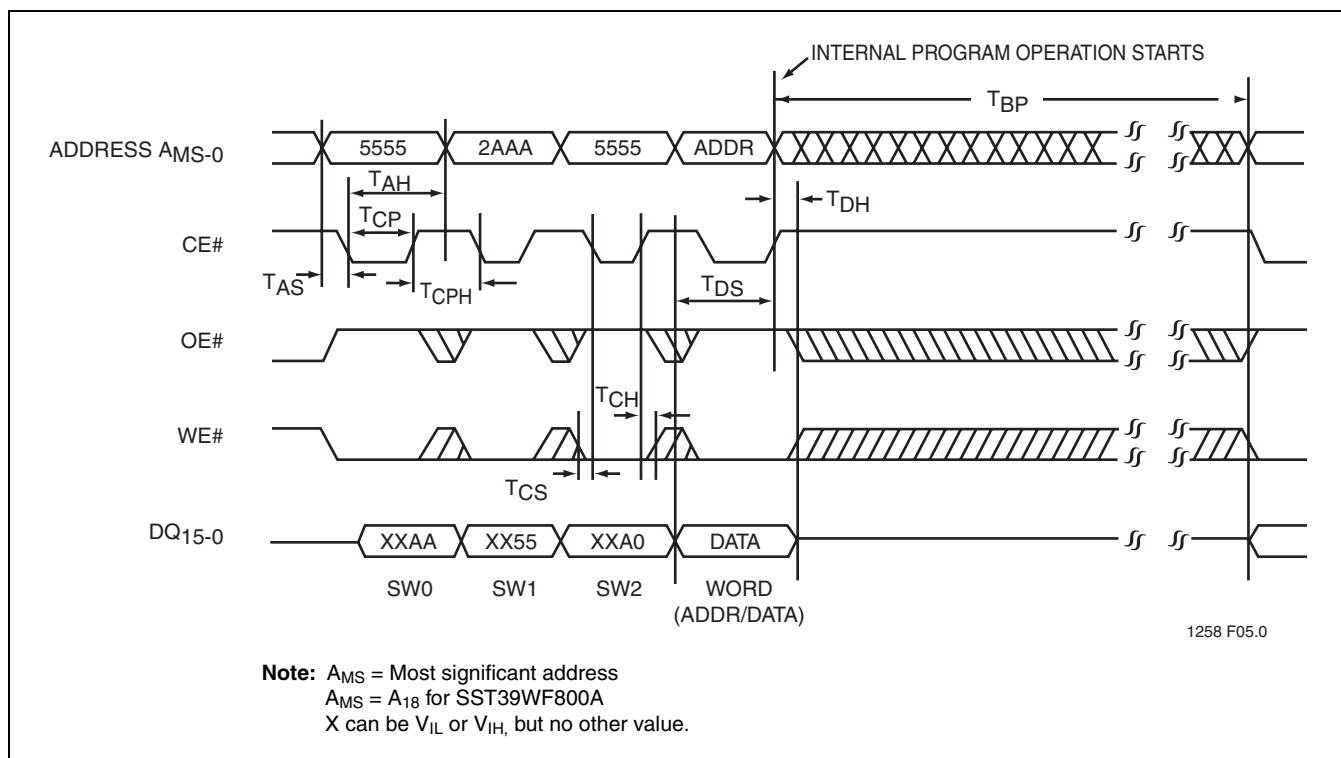 INTERNAL PROGRAM OPERATION STARTS
TBP
ADDRESS AMS-0
5555 2AAA 5555 ADDR
TAH
TDH
TCP
CE#
TAS
TCPH
TDS
OE#
TCH
WE#
TCS
DQ15-0
XXAA XX55 XXA0 DATA
SW0 SW1 SW2 WORD
(ADDR/DATA)
1258 F05.0
Note: AMS = Most significant address
AMS = A18 for SST39WF800A
X can be VIL or VIH, but no other value.